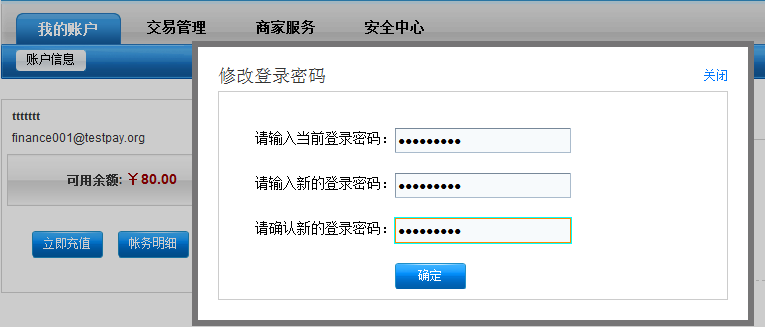 我的账户 交易管理 商家服务 安全中心
账户信息
修改登录密码 关闭
ttttttt
finance001@testpay.org
可用余额: ￥80.00
立即充值 帐务明细
请输入当前登录密码： ●●●●●●●●●
请输入新的登录密码： ●●●●●●●●●
请确认新的登录密码： ●●●●●●●●●
确定